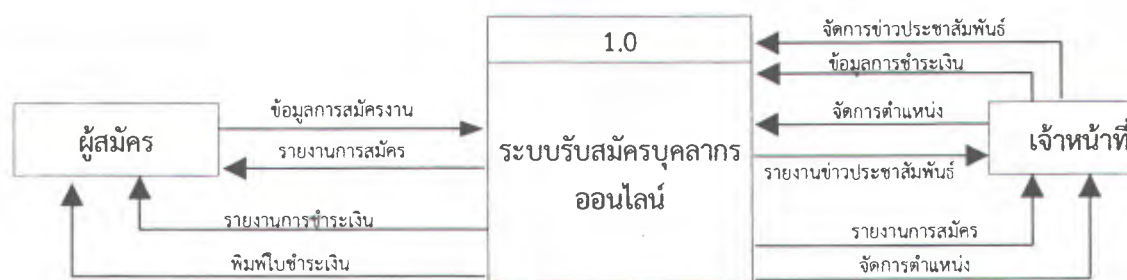 1.0
จัดการข่าวประชาสัมพันธ์
ข้อมูลการชำระเงิน
ข้อมูลการสมัครงาน
จัดการตำแหน่ง
ผู้สมัคร
เจ้าหน้าที่
รายงานการสมัคร
ระบบรับสมัครบุคลากร
รายงานข่าวประชาสัมพันธ์
ออนไลน์
รายงานการชำระเงิน
รายงานการสมัคร
พิมพ์ใบชำระเงิน
จัดการตำแหน่ง